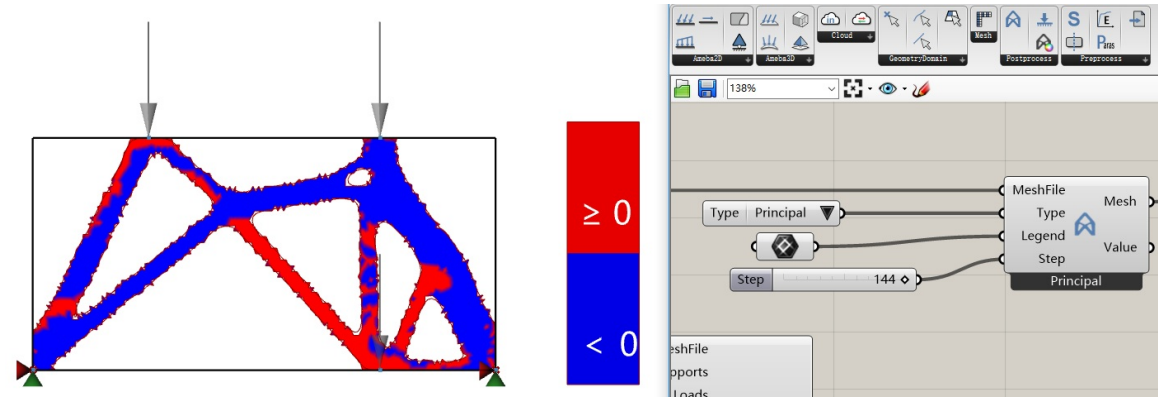 Ameba2D
Ameba3D
Cloud
GeometryDomain
Mesh
Postprocess
Preprocess
138%
≥ 0
< 0
MeshFile
Type
Legend
Step
Mesh
Value
Principal
Type Principal
Step 144
eshFile
pports
Loads